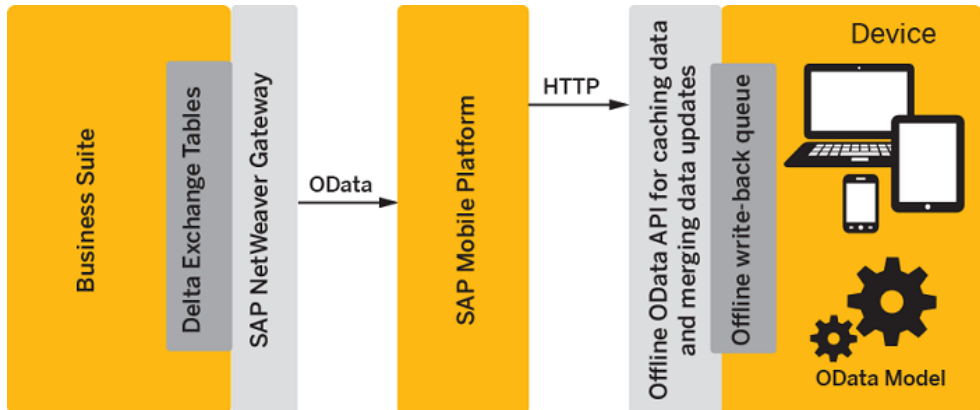 Business Suite
Delta Exchange Tables
SAP NetWeaver Gateway
OData
SAP Mobile Platform
HTTP
Offline OData API for caching data
and merging data updates
Offline write-back queue
Device
OData Model